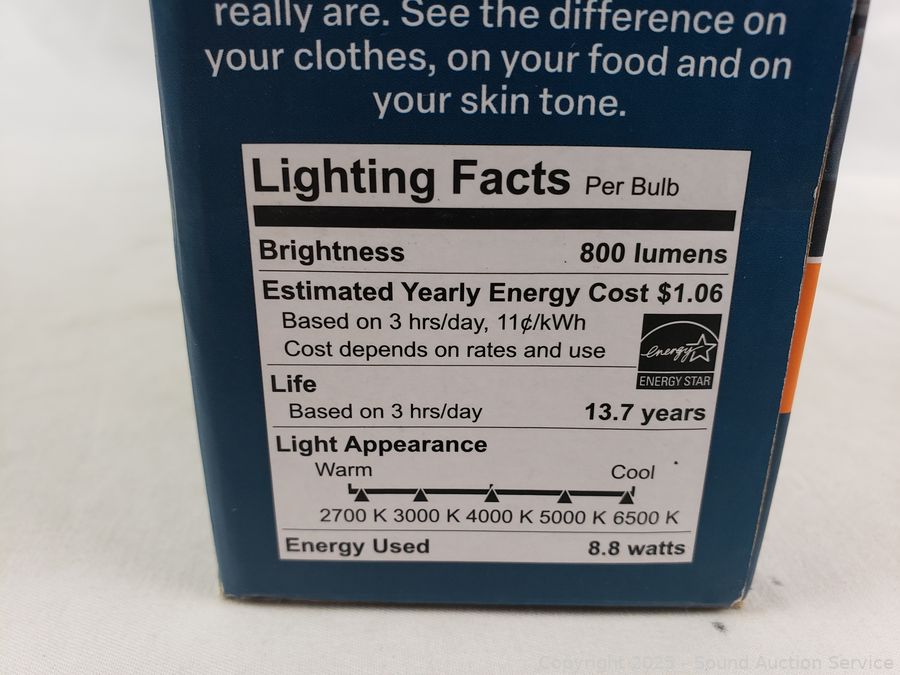 really are. See the difference on
your clothes, on your food and on
your skin tone.
Lighting Facts Per Bulb
Brightness 800 lumens
Estimated Yearly Energy Cost $1.06
Based on 3 hrs/day, 11¢/kWh
Cost depends on rates and use
energy
ENERGY STAR
Life
Based on 3 hrs/day 13.7 years
Light Appearance
Warm Cool
2700 K 3000 K 4000 K 5000 K 6500 K
Energy Used 8.8 watts
Copyright 2025 - Sound Auction Service